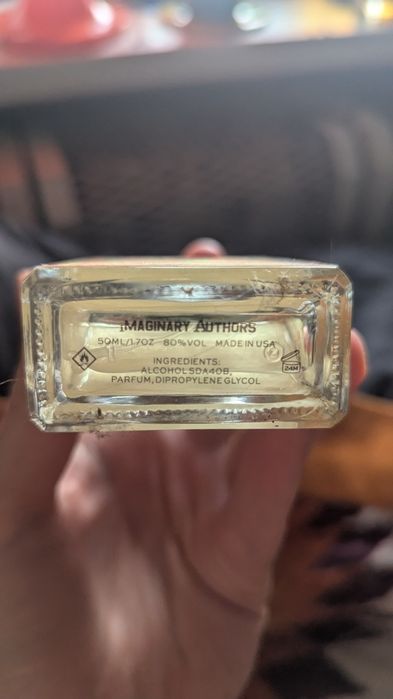 IMAGINARY AUTHORS
50ML/1.7OZ 80%VOL MADE IN USA
INGREDIENTS:
ALCOHOL SDA40B,
PARFUM, DIPROPYLENE GLYCOL
24M